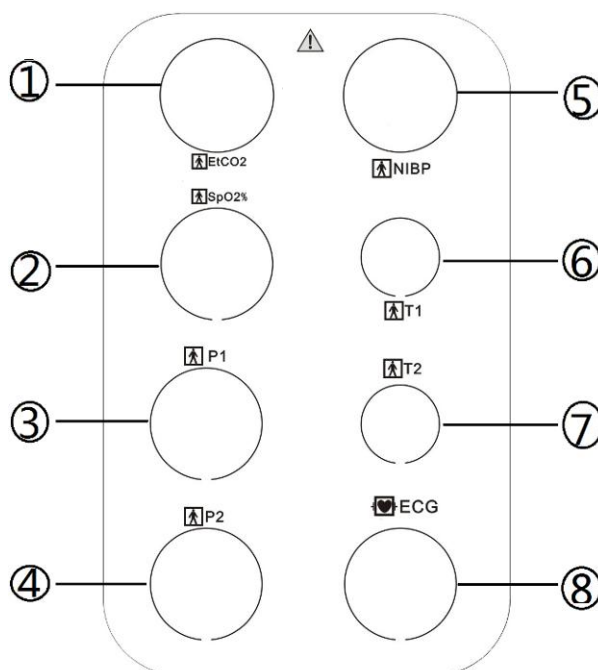 ①
⑤
EtCO2
NIBP
SpO2%
②
⑥
T1
P1
T2
③
⑦
P2
ECG
④
⑧